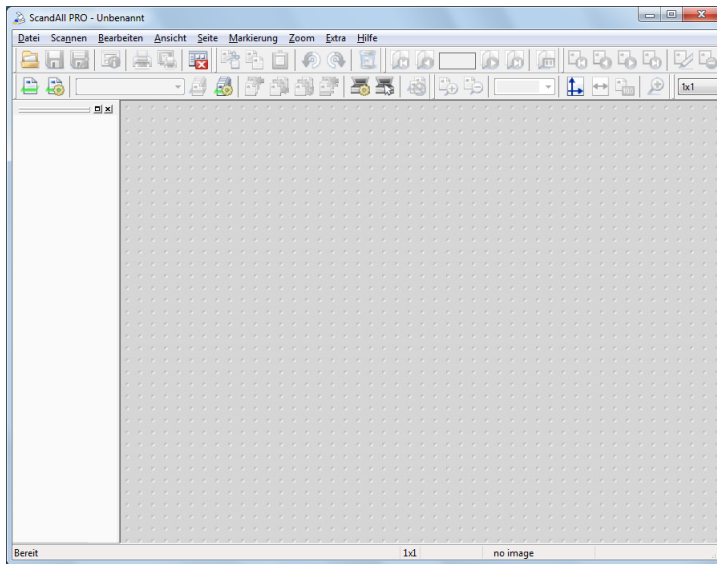 ScandAll PRO - Unbenannt
Datei Scannen Bearbeiten Ansicht Seite Markierung Zoom Extra Hilfe
1x1
Bereit 1x1 no image